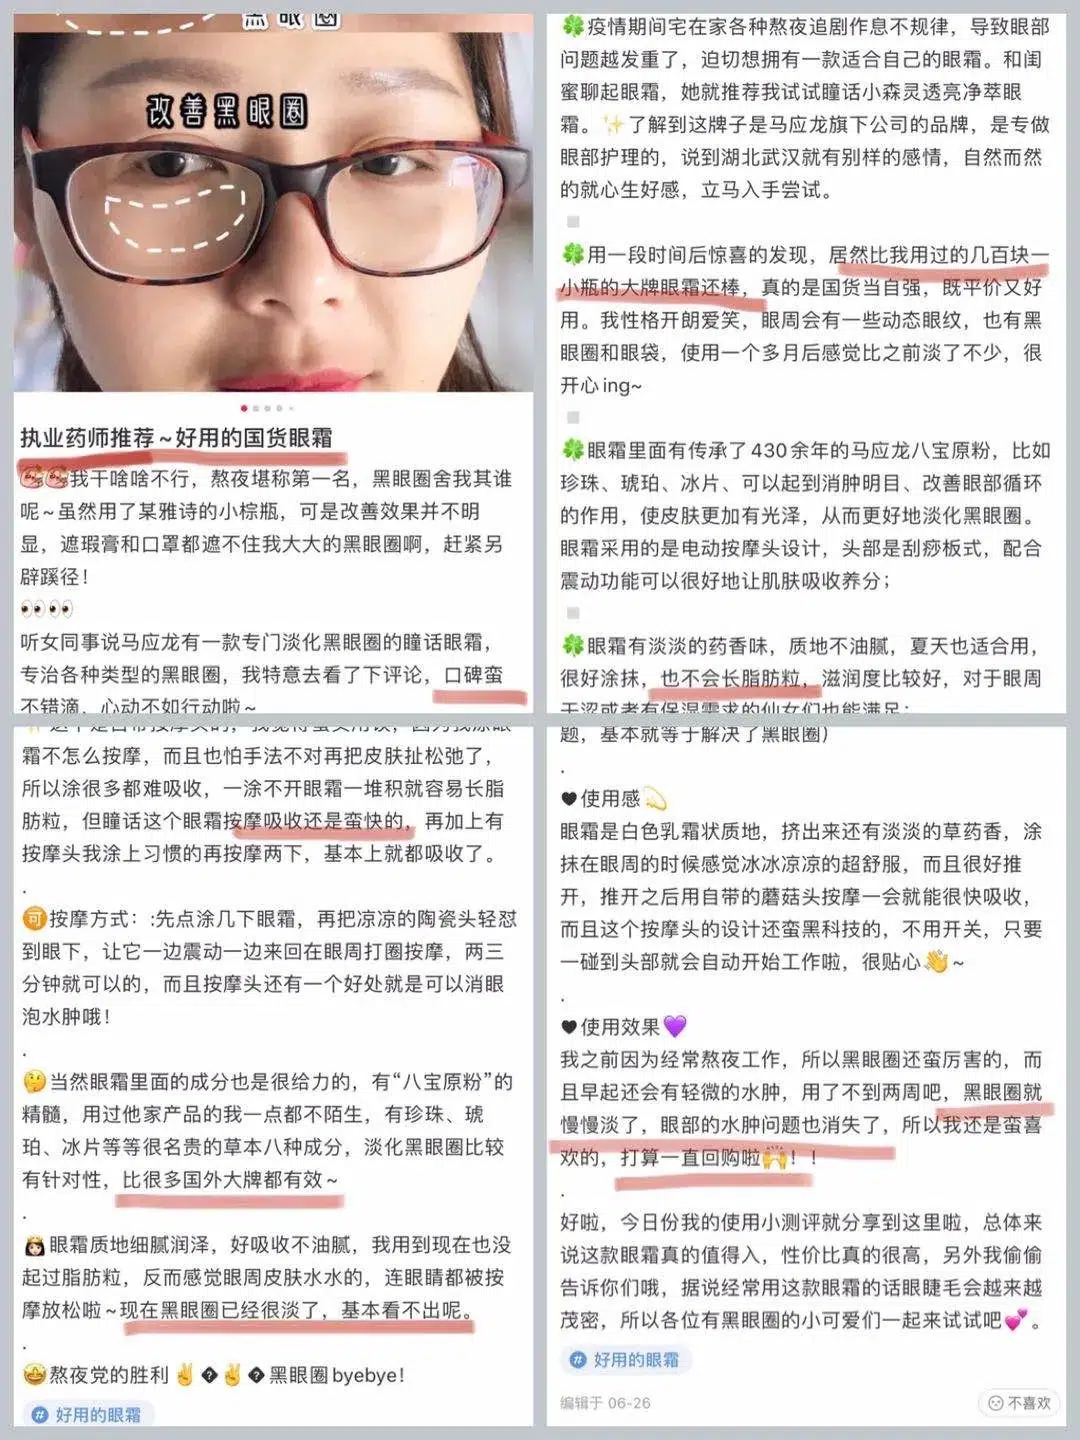 黑眼圈
改善黑眼圈
执业药师推荐～好用的国货眼霜
我干啥啥不行，熬夜堪称第一名，黑眼圈舍我其谁
呢～虽然用了某雅诗的小棕瓶，可是改善效果并不明
显，遮瑕膏和口罩都遮不住我大大的黑眼圈啊，赶紧另
辟蹊径！
👀👀
听女同事说马应龙有一款专门淡化黑眼圈的瞳话眼霜，
专治各种类型的黑眼圈，我特意去看了下评论，口碑蛮
不错滴，心动不如行动啦~
🍀疫情期间宅在家各种熬夜追剧作息不规律，导致眼部
问题越发重了，迫切想拥有一款适合自己的眼霜。和闺
蜜聊起眼霜，她就推荐我试试瞳话小森灵透亮净萃眼
霜。✨了解到这牌子是马应龙旗下公司的品牌，是专做
眼部护理的，说到湖北武汉就有别样的感情，自然而然
的就心生好感，立马入手尝试。
🍀用一段时间后惊喜的发现，居然比我用过的几百块一
小瓶的大牌眼霜还棒，真的是国货当自强，既平价又好
用。我性格开朗爱笑，眼周会有一些动态眼纹，也有黑
眼圈和眼袋，使用一个多月后感觉比之前淡了不少，很
开心ing~
🍀眼霜里面有传承了430余年的马应龙八宝原粉，比如
珍珠、琥珀、冰片、可以起到消肿明目、改善眼部循环
的作用，使皮肤更加有光泽，从而更好地淡化黑眼圈。
眼霜采用的是电动按摩头设计，头部是刮痧板式，配合
震动功能可以很好地让肌肤吸收养分；
🍀眼霜有淡淡的药香味，质地不油腻，夏天也适合用，
很好涂抹，也不会长脂肪粒，滋润度比较好，对于眼周
干涩或者有保湿需求的仙女们也能满足；
霜不怎么按摩，而且也怕手法不对再把皮肤扯松弛了，
所以涂很多都难吸收，一涂不开眼霜一堆积就容易长脂
肪粒，但瞳话这个眼霜按摩吸收还是蛮快的，再加上有
按摩头我涂上习惯的再按摩两下，基本上就都吸收了。
.
🉑按摩方式：:先点涂几下眼霜，再把凉凉的陶瓷头轻怼
到眼下，让它一边震动一边来回在眼周打圈按摩，两三
分钟就可以的，而且按摩头还有一个好处就是可以消眼
泡水肿哦！
.
🤔当然眼霜里面的成分也是很给力的，有“八宝原粉”的
精髓，用过他家产品的我一点都不陌生，有珍珠、琥
珀、冰片等等很名贵的草本八种成分，淡化黑眼圈比较
有针对性，比很多国外大牌都有效~
.
👸眼霜质地细腻润泽，好吸收不油腻，我用到现在也没
起过脂肪粒，反而感觉眼周皮肤水水的，连眼睛都被按
摩放松啦~现在黑眼圈已经很淡了，基本看不出呢。
.
🤩熬夜党的胜利✌�✌�黑眼圈byebye！
# 好用的眼霜
题，基本就等于解决了黑眼圈)
.
♥使用感💫
眼霜是白色乳霜状质地，挤出来还有淡淡的草药香，涂
抹在眼周的时候感觉冰冰凉凉的超舒服，而且很好推
开，推开之后用自带的蘑菇头按摩一会就能很快吸收，
而且这个按摩头的设计还蛮黑科技的，不用开关，只要
一碰到头部就会自动开始工作啦，很贴心👋~
.
♥使用效果💜
我之前因为经常熬夜工作，所以黑眼圈还蛮厉害的，而
且早起还会有轻微的水肿，用了不到两周吧，黑眼圈就
慢慢淡了，眼部的水肿问题也消失了，所以我还是蛮喜
欢的，打算一直回购啦🙌！！
.
好啦，今日份我的使用小测评就分享到这里啦，总体来
说这款眼霜真的值得入，性价比真的很高，另外我偷偷
告诉你们哦，据说经常用这款眼霜的话眼睫毛会越来越
茂密，所以各位有黑眼圈的小可爱们一起来试试吧💕。
# 好用的眼霜
编辑于 06-26
不喜欢